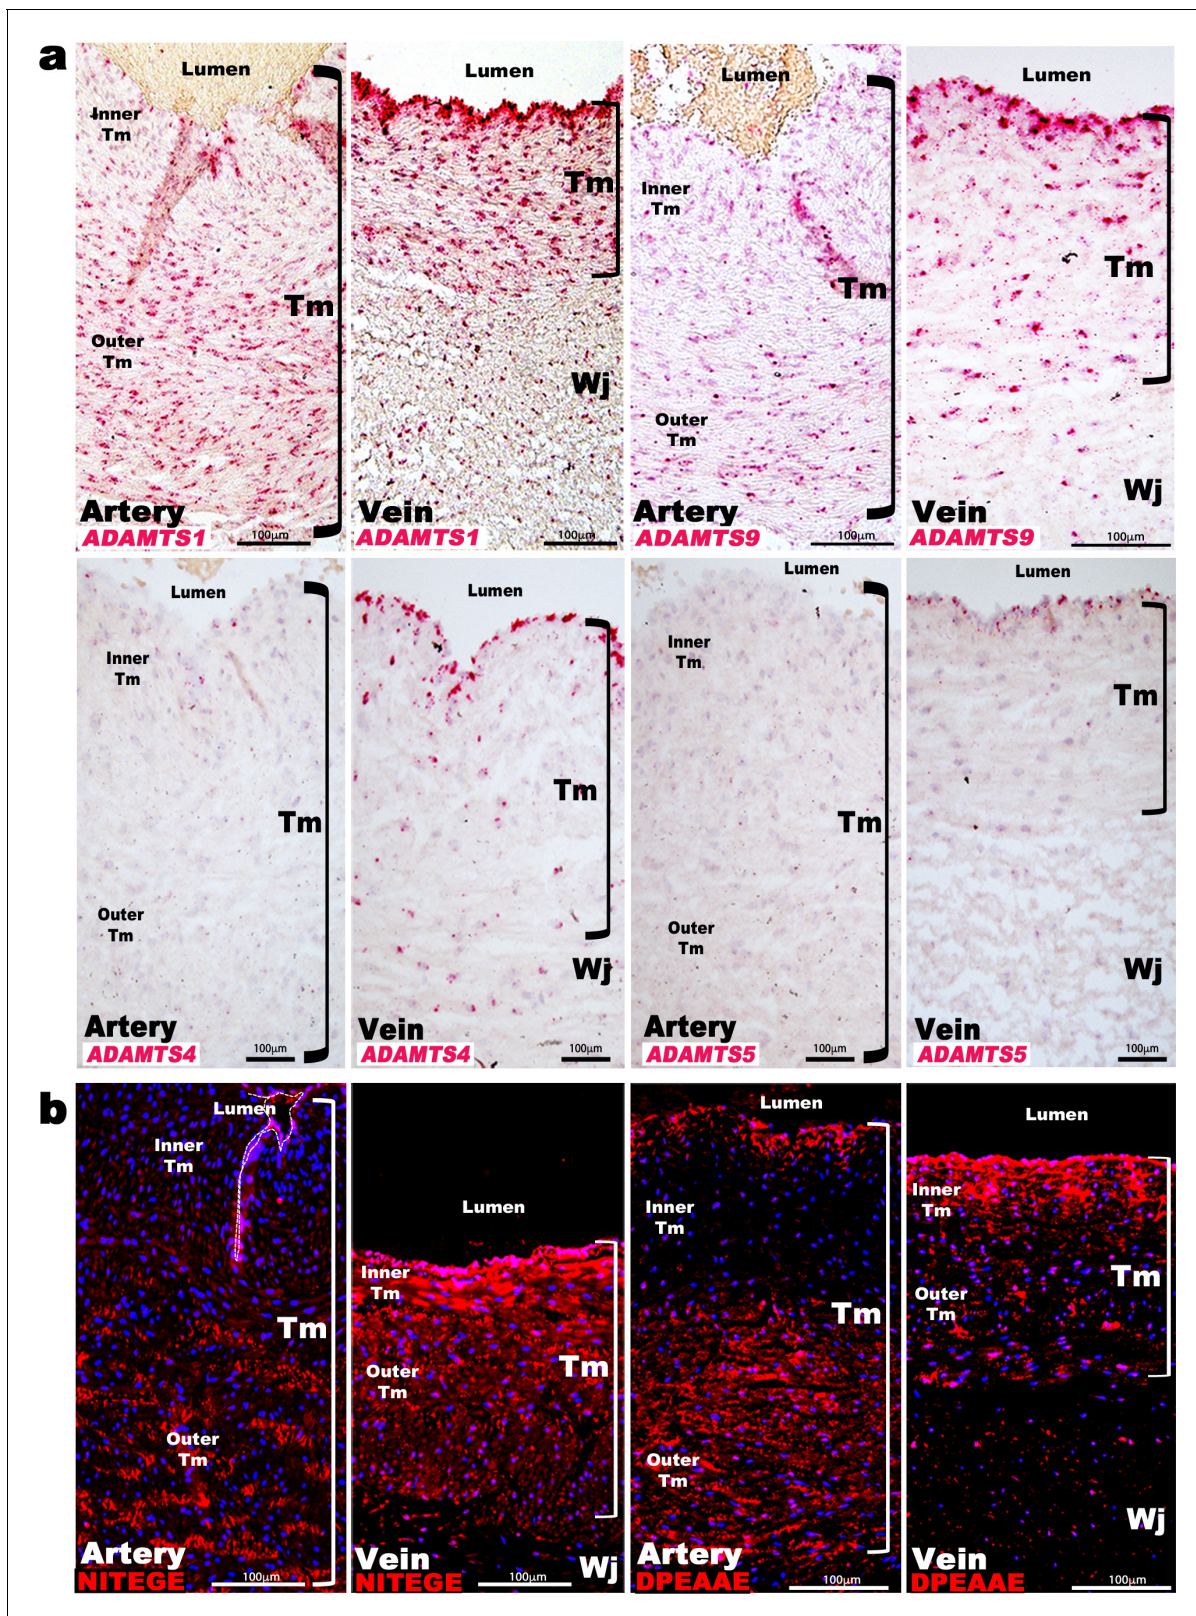 a
Lumen
Inner
Tm
Tm
Outer
Tm
Artery
ADAMTS1
100μm
Lumen
Tm
Wj
Vein
ADAMTS1
100μm
Lumen
Inner
Tm
Tm
Outer
Tm
Artery
ADAMTS9
100μm
Lumen
Tm
Wj
Vein
ADAMTS9
100μm
Lumen
Inner
Tm
Tm
Outer
Tm
Artery
ADAMTS4
100μm
Lumen
Tm
Wj
Vein
ADAMTS4
100μm
Lumen
Inner
Tm
Tm
Outer
Tm
Artery
ADAMTS5
100μm
Lumen
Tm
Wj
Vein
ADAMTS5
100μm
b
Lumen
Inner
Tm
Tm
Outer
Tm
Artery
NITEGE
100μm
Lumen
Inner
Tm
Tm
Outer
Tm
Vein
Wj
NITEGE
100μm
Lumen
Inner
Tm
Tm
Outer
Tm
Artery
DPEAAE
100μm
Lumen
Inner
Tm
Tm
Outer
Tm
Wj
Vein
DPEAAE
100μm